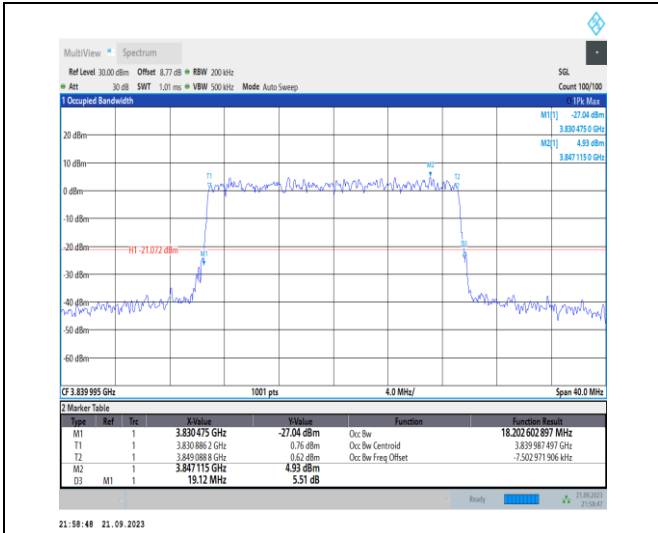 MultiView Spectrum
Ref Level 30.00 dBm Offset 8.77 dB RBW 200 kHz SGL
Att 30 dB SWT 1.01 ms VBW 500 kHz Mode Auto Sweep Count 100/100
1 Occupied Bandwidth 1Pk Max
M1[1] -27.04 dBm
3.830 475 0 GHz
20 dBm M2[1] 4.93 dBm
3.847 115 0 GHz
10 dBm
T1 M2 T2
0 dBm
-10 dBm
-20 dBm
H1 -21.072 dBm M1 D3
-30 dBm
-40 dBm
-50 dBm
-60 dBm
CF 3.839 995 GHz 1001 pts 4.0 MHz/ Span 40.0 MHz
2 Marker Table
Type Ref Trc X-Value Y-Value Function Function Result
M1 1 3.830 475 GHz -27.04 dBm Occ Bw 18.202 602 897 MHz
T1 1 3.830 886 2 GHz 0.76 dBm Occ Bw Centroid 3.839 987 497 GHz
T2 1 3.849 088 8 GHz 0.62 dBm Occ Bw Freq Offset -7.502 971 906 kHz
M2 1 3.847 115 GHz 4.93 dBm
D3 M1 1 19.12 MHz 5.51 dB
Ready 21.09.2023
21:58:47
21:58:48 21.09.2023